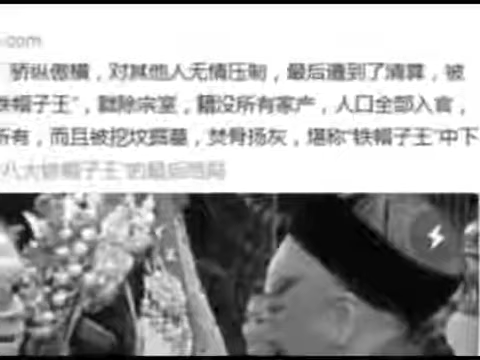 .com
骄纵傲横，对其他人无情压制，最后遭到了清算，被
铁帽子王”，黜除宗室，籍没所有家产，人口全部入官，
所有，而且被挖坟掘墓，焚骨扬灰，堪称“铁帽子王”中下
八大铁帽子王”的最后结局